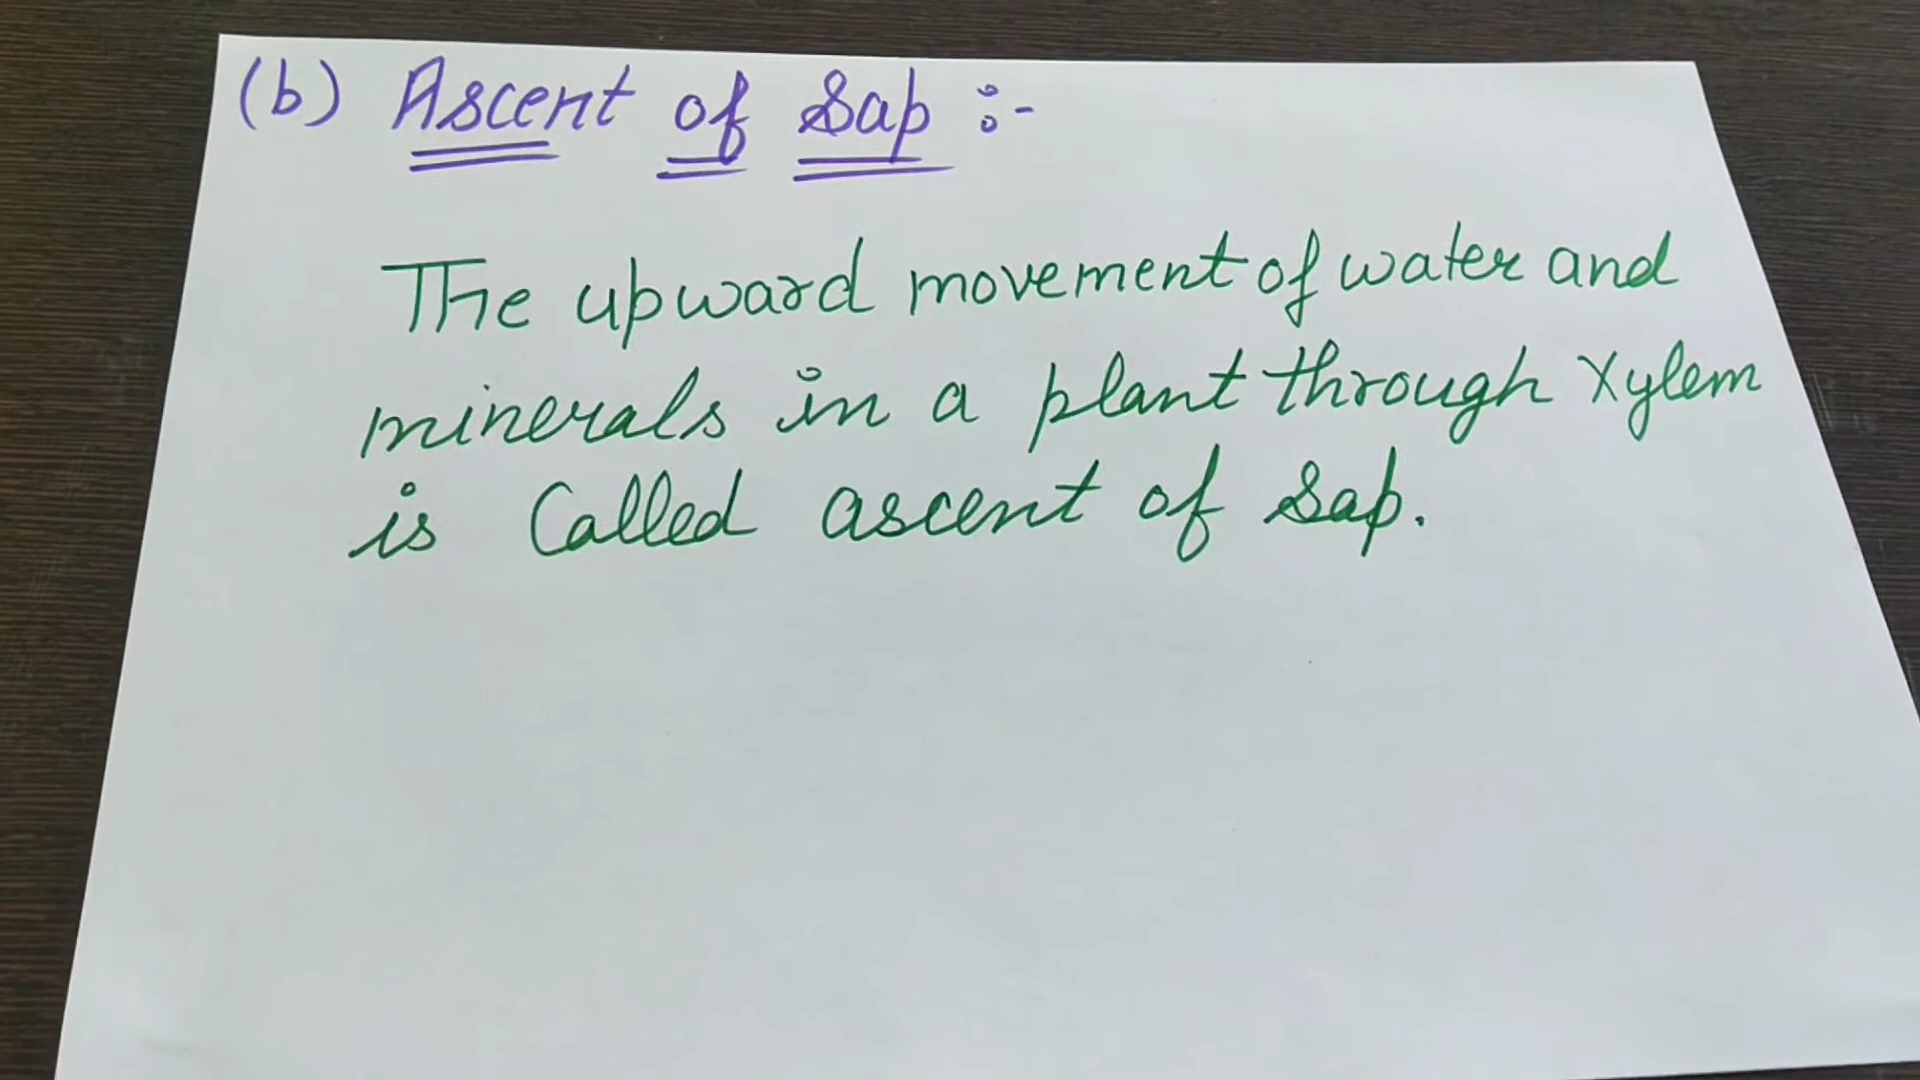 (b) Ascent of Sap :-
The upward movement of water and
minerals in a plant through Xylem
is Called ascent of Sap.